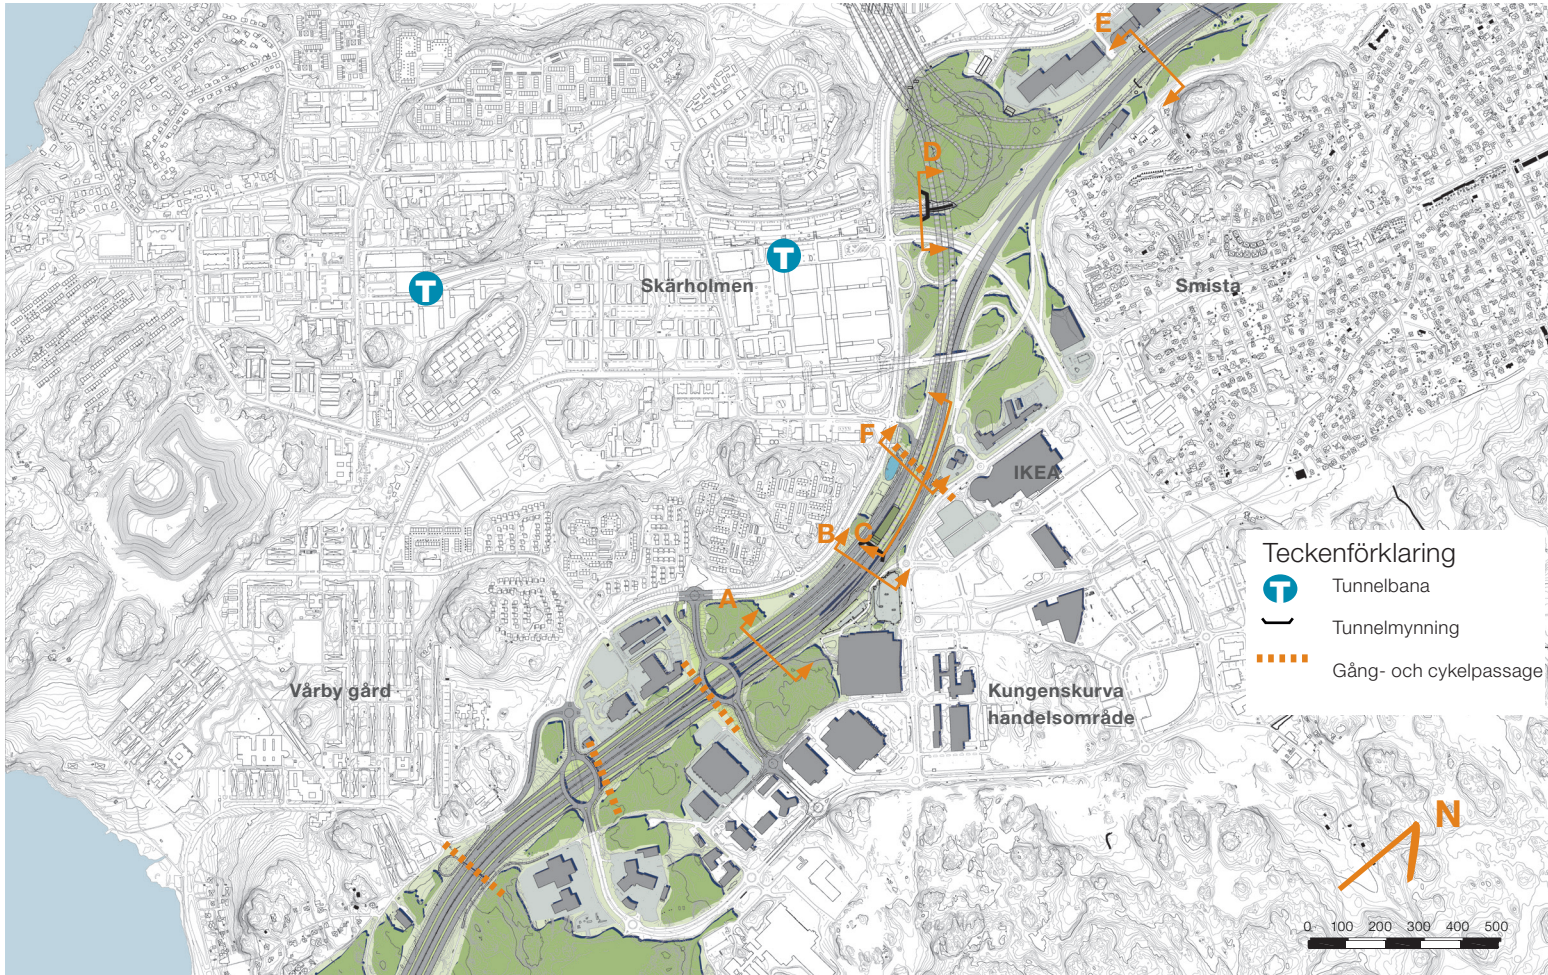 E
D
T
Skärholmen
T
Smista
F
IKEA
B
C
A
Vårby gård
Kungenskurva
handelsområde
Teckenförklaring
T Tunnelbana
Tunnelmynning
Gång- och cykelpassage
N
0 100 200 300 400 500